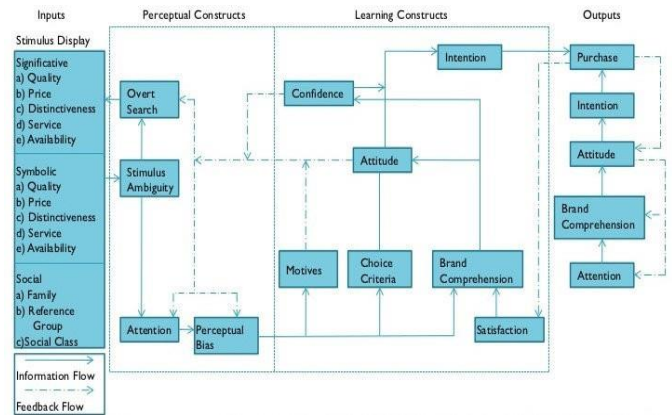 Inputs
Perceptual Constructs
Learning Constructs
Outputs
Stimulus Display
Significative
a) Quality
b) Price
c) Distinctiveness
d) Service
e) Availability
Symbolic
a) Quality
b) Price
c) Distinctiveness
d) Service
e) Availability
Social
a) Family
b) Reference
Group
c)Social Class
Information Flow
Feedback Flow
Overt
Search
Stimulus
Ambiguity
Attention
Perceptual
Bias
Intention
Confidence
Attitude
Motives
Choice
Criteria
Brand
Comprehension
Satisfaction
Purchase
Intention
Attitude
Brand
Comprehension
Attention